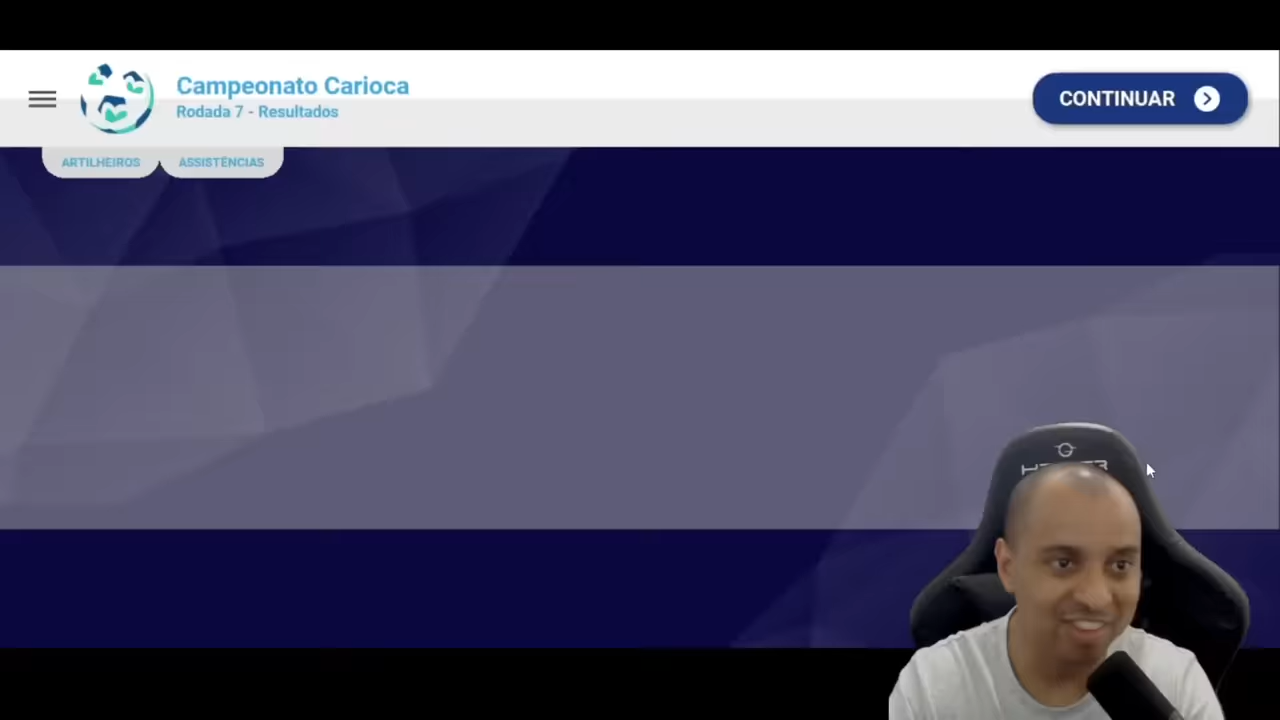 Campeonato Carioca
Rodada 7 - Resultados
CONTINUAR
ARTILHEIROS
ASSISTÊNCIAS